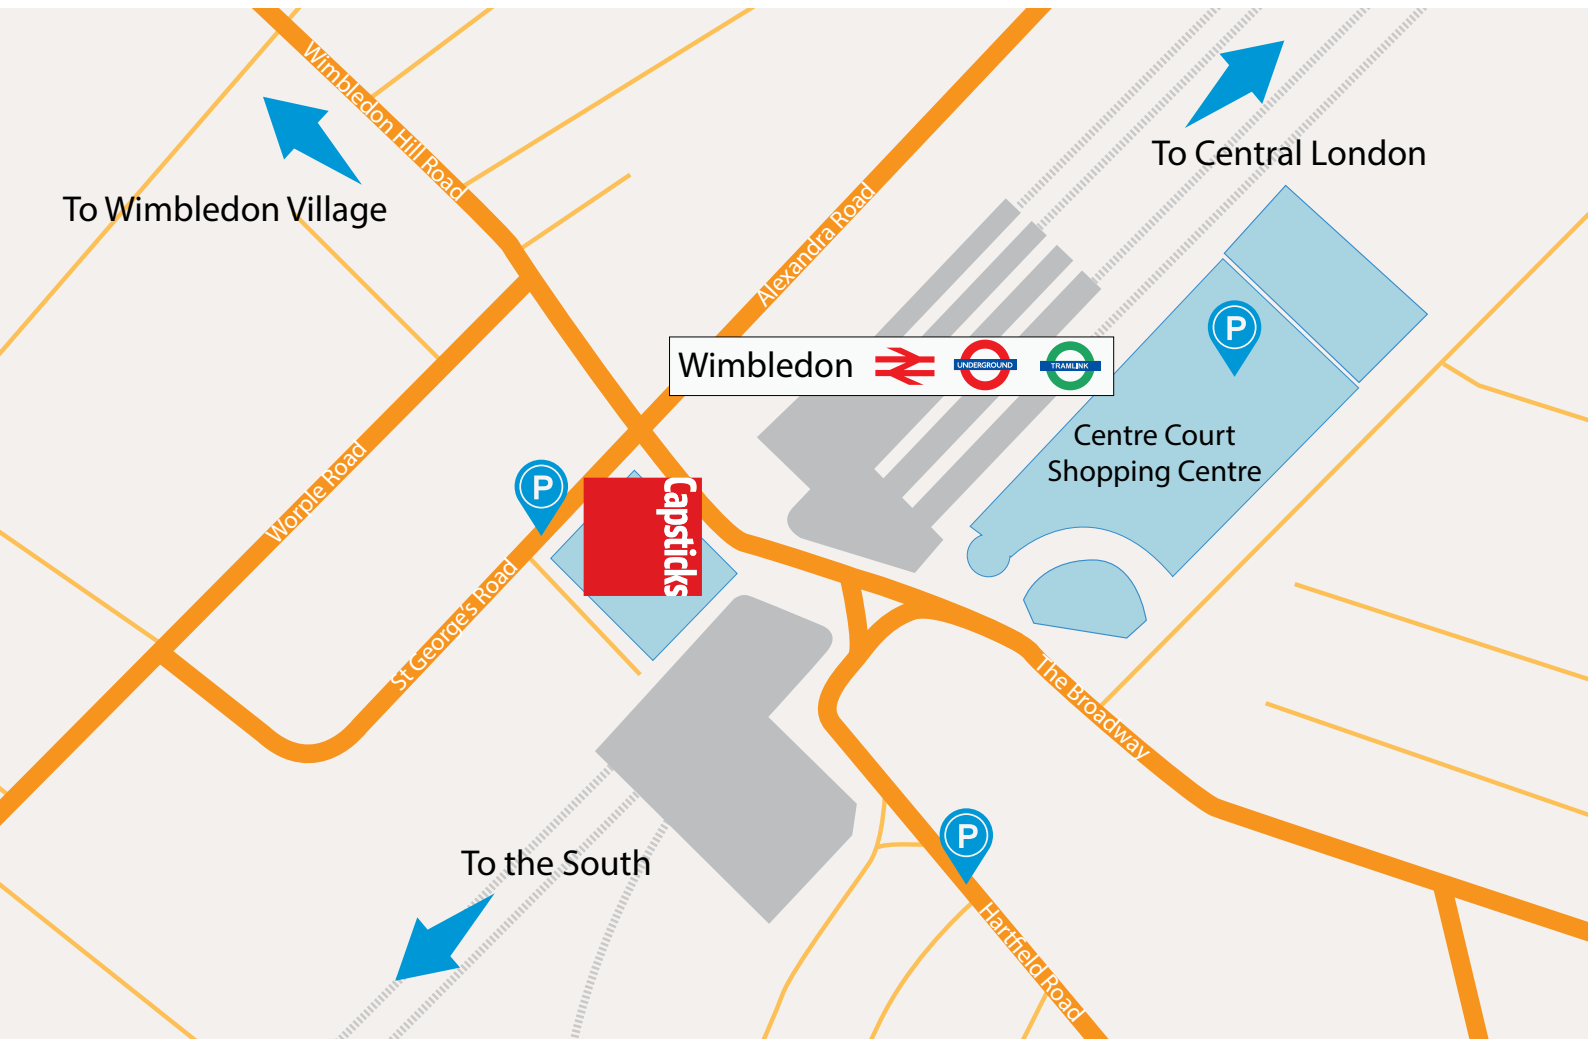 Wimbledon Hill Road
To Central London
To Wimbledon Village
Alexandra Road
Wimbledon
UNDERGROUND
TRAMLINK
P
Centre Court
Shopping Centre
Worple Road
P
Capsticks
St George's Road
The Broadway
To the South
P
Hartfield Road